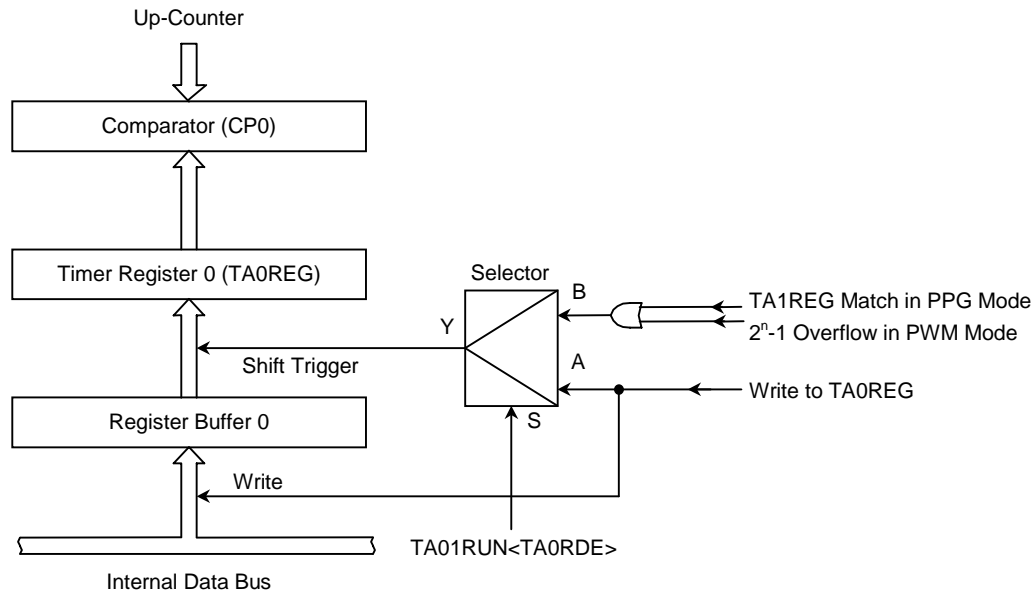 Up-Counter
Comparator (CP0)
Timer Register 0 (TA0REG)
Selector
B
TA1REG Match in PPG Mode
2ⁿ-1 Overflow in PWM Mode
Y
A
Shift Trigger
Write to TA0REG
Register Buffer 0
S
Write
TA01RUN<TA0RDE>
Internal Data Bus